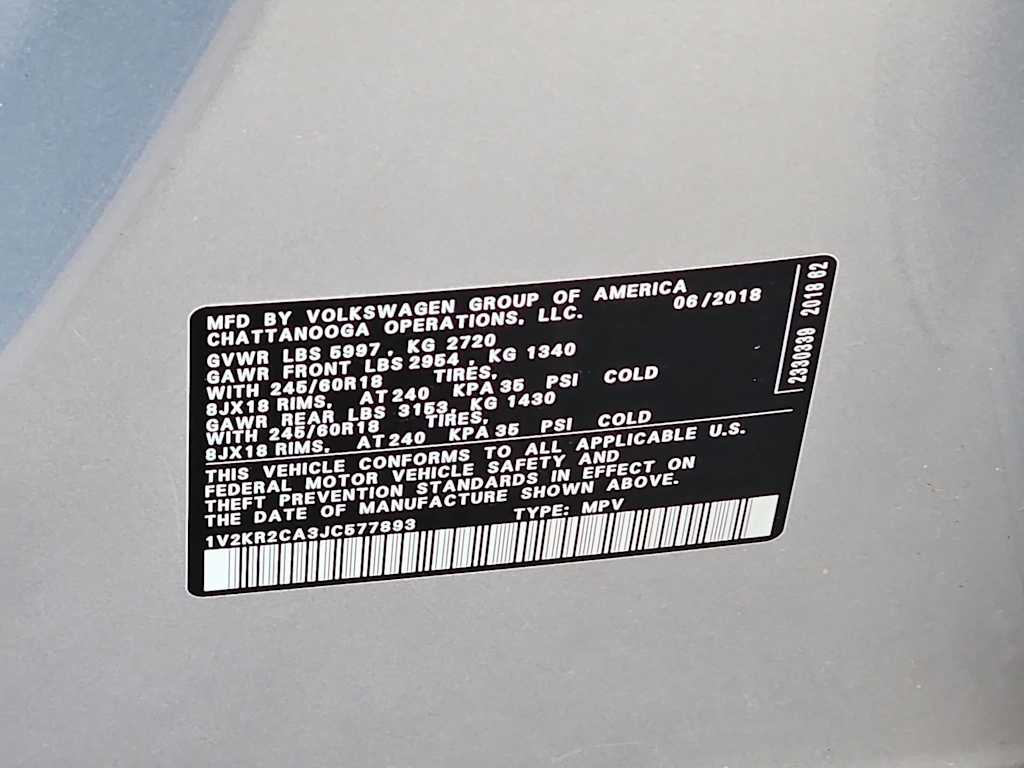 MFD BY VOLKSWAGEN GROUP OF AMERICA
CHATTANOOGA OPERATIONS, LLC. 06/2018
GVWR LBS 5997 , KG 2720
GAWR FRONT LBS 2954 , KG 1340
WITH 245/60R18 TIRES,
8JX18 RIMS, AT 240 KPA 35 PSI COLD
GAWR REAR LBS 3153, KG 1430
WITH 245/60R18 TIRES,
8JX18 RIMS, AT 240 KPA 35 PSI COLD
THIS VEHICLE CONFORMS TO ALL APPLICABLE U.S.
FEDERAL MOTOR VEHICLE SAFETY AND
THEFT PREVENTION STANDARDS IN EFFECT ON
THE DATE OF MANUFACTURE SHOWN ABOVE.
1V2KR2CA3JC577893 TYPE: MPV
2330339 2018 62